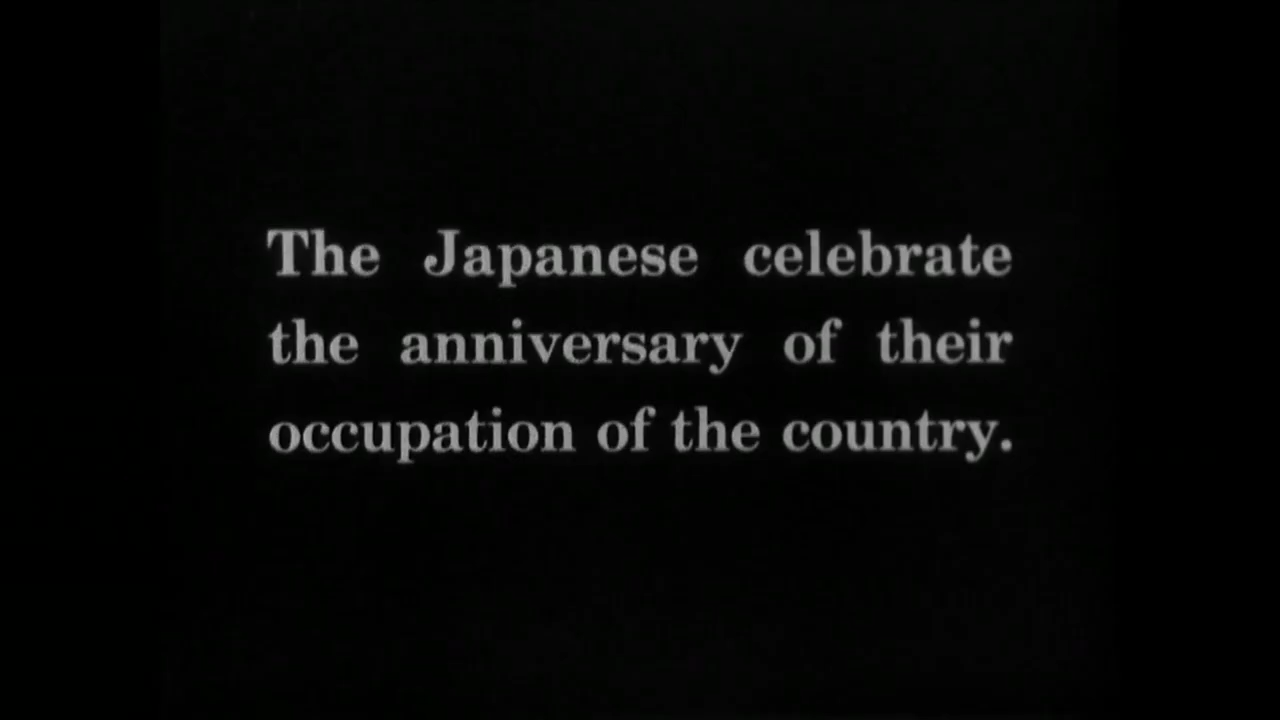 The Japanese celebrate
the anniversary of their
occupation of the country.